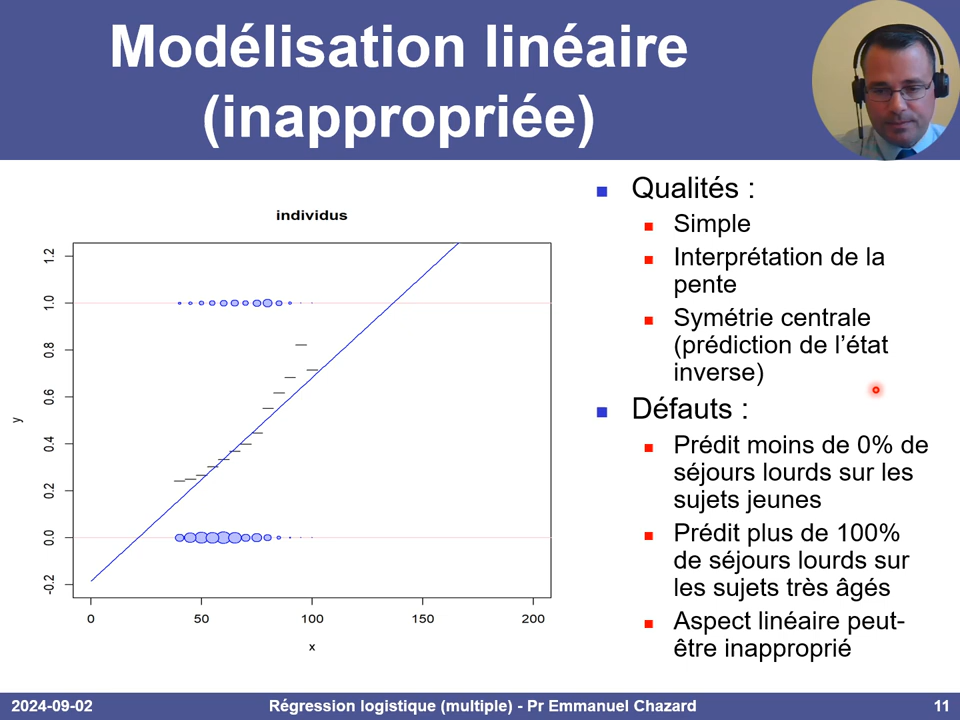 Modélisation linéaire
(inappropriée)
individus
1.2
1.0
0.8
0.6
0.4
0.2
0.0
-0.2
y
0
50
100
150
200
x
Qualités :
Simple
Interprétation de la
pente
Symétrie centrale
(prédiction de l’état
inverse)
Défauts :
Prédit moins de 0% de
séjours lourds sur les
sujets jeunes
Prédit plus de 100%
de séjours lourds sur
les sujets très âgés
Aspect linéaire peut-
être inapproprié
2024-09-02
Régression logistique (multiple) - Pr Emmanuel Chazard
11